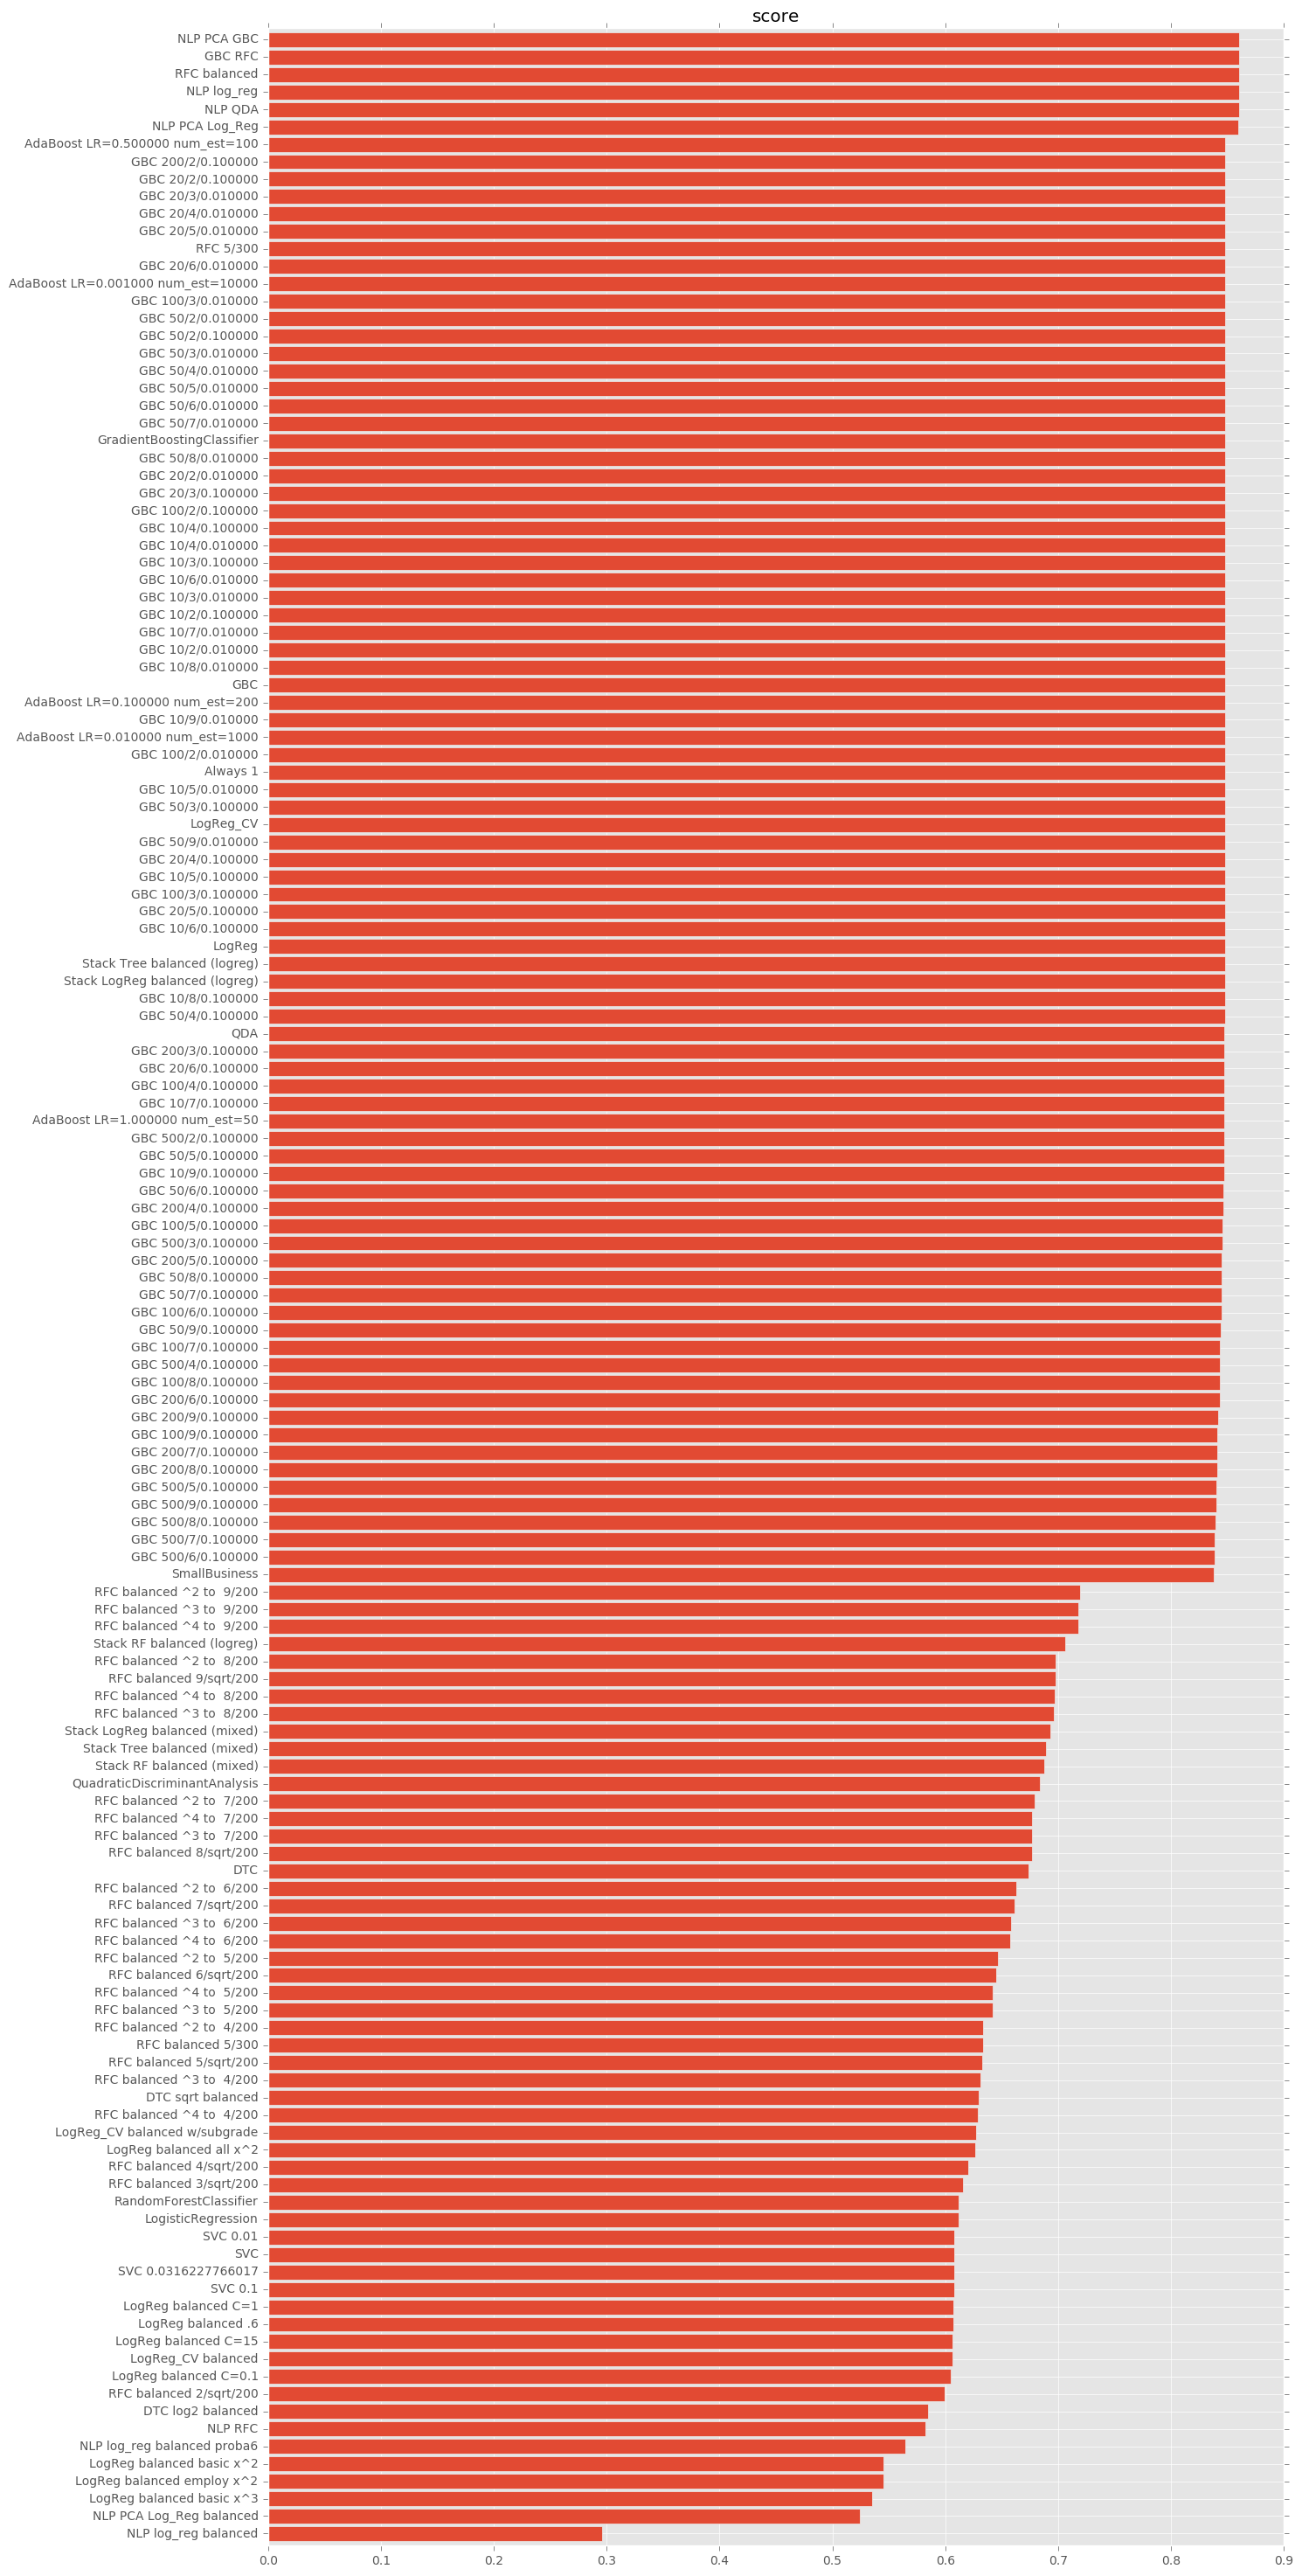 score
NLP PCA GBC
GBC RFC
RFC balanced
NLP log_reg
NLP QDA
NLP PCA Log_Reg
AdaBoost LR=0.500000 num_est=100
GBC 200/2/0.100000
GBC 20/2/0.100000
GBC 20/3/0.010000
GBC 20/4/0.010000
GBC 20/5/0.010000
RFC 5/300
GBC 20/6/0.010000
AdaBoost LR=0.001000 num_est=10000
GBC 100/3/0.010000
GBC 50/2/0.010000
GBC 50/2/0.100000
GBC 50/3/0.010000
GBC 50/4/0.010000
GBC 50/5/0.010000
GBC 50/6/0.010000
GBC 50/7/0.010000
GradientBoostingClassifier
GBC 50/8/0.010000
GBC 20/2/0.010000
GBC 20/3/0.100000
GBC 100/2/0.100000
GBC 10/4/0.100000
GBC 10/4/0.010000
GBC 10/3/0.100000
GBC 10/6/0.010000
GBC 10/3/0.010000
GBC 10/2/0.100000
GBC 10/7/0.010000
GBC 10/2/0.010000
GBC 10/8/0.010000
GBC
AdaBoost LR=0.100000 num_est=200
GBC 10/9/0.010000
AdaBoost LR=0.010000 num_est=1000
GBC 100/2/0.010000
Always 1
GBC 10/5/0.010000
GBC 50/3/0.100000
LogReg_CV
GBC 50/9/0.010000
GBC 20/4/0.100000
GBC 10/5/0.100000
GBC 100/3/0.100000
GBC 20/5/0.100000
GBC 10/6/0.100000
LogReg
Stack Tree balanced (logreg)
Stack LogReg balanced (logreg)
GBC 10/8/0.100000
GBC 50/4/0.100000
QDA
GBC 200/3/0.100000
GBC 20/6/0.100000
GBC 100/4/0.100000
GBC 10/7/0.100000
AdaBoost LR=1.000000 num_est=50
GBC 500/2/0.100000
GBC 50/5/0.100000
GBC 10/9/0.100000
GBC 50/6/0.100000
GBC 200/4/0.100000
GBC 100/5/0.100000
GBC 500/3/0.100000
GBC 200/5/0.100000
GBC 50/8/0.100000
GBC 50/7/0.100000
GBC 100/6/0.100000
GBC 50/9/0.100000
GBC 100/7/0.100000
GBC 500/4/0.100000
GBC 100/8/0.100000
GBC 200/6/0.100000
GBC 200/9/0.100000
GBC 100/9/0.100000
GBC 200/7/0.100000
GBC 200/8/0.100000
GBC 500/5/0.100000
GBC 500/9/0.100000
GBC 500/8/0.100000
GBC 500/7/0.100000
GBC 500/6/0.100000
SmallBusiness
RFC balanced ^2 to  9/200
RFC balanced ^3 to  9/200
RFC balanced ^4 to  9/200
Stack RF balanced (logreg)
RFC balanced ^2 to  8/200
RFC balanced 9/sqrt/200
RFC balanced ^4 to  8/200
RFC balanced ^3 to  8/200
Stack LogReg balanced (mixed)
Stack Tree balanced (mixed)
Stack RF balanced (mixed)
QuadraticDiscriminantAnalysis
RFC balanced ^2 to  7/200
RFC balanced ^4 to  7/200
RFC balanced ^3 to  7/200
RFC balanced 8/sqrt/200
DTC
RFC balanced ^2 to  6/200
RFC balanced 7/sqrt/200
RFC balanced ^3 to  6/200
RFC balanced ^4 to  6/200
RFC balanced ^2 to  5/200
RFC balanced 6/sqrt/200
RFC balanced ^4 to  5/200
RFC balanced ^3 to  5/200
RFC balanced ^2 to  4/200
RFC balanced 5/300
RFC balanced 5/sqrt/200
RFC balanced ^3 to  4/200
DTC sqrt balanced
RFC balanced ^4 to  4/200
LogReg_CV balanced w/subgrade
LogReg balanced all x^2
RFC balanced 4/sqrt/200
RFC balanced 3/sqrt/200
RandomForestClassifier
LogisticRegression
SVC 0.01
SVC
SVC 0.0316227766017
SVC 0.1
LogReg balanced C=1
LogReg balanced .6
LogReg balanced C=15
LogReg_CV balanced
LogReg balanced C=0.1
RFC balanced 2/sqrt/200
DTC log2 balanced
NLP RFC
NLP log_reg balanced proba6
LogReg balanced basic x^2
LogReg balanced employ x^2
LogReg balanced basic x^3
NLP PCA Log_Reg balanced
NLP log_reg balanced
0.0 0.1 0.2 0.3 0.4 0.5 0.6 0.7 0.8 0.9